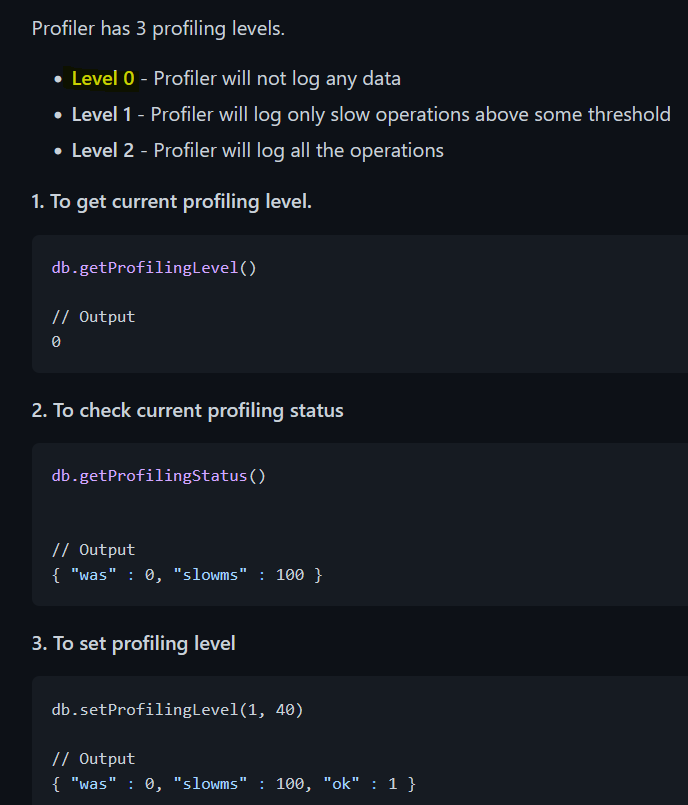 Profiler has 3 profiling levels.
• Level 0 - Profiler will not log any data
• Level 1 - Profiler will log only slow operations above some threshold
• Level 2 - Profiler will log all the operations
1. To get current profiling level.
db.getProfilingLevel()
// Output
0
2. To check current profiling status
db.getProfilingStatus()
// Output
{ "was" : 0, "slowms" : 100 }
3. To set profiling level
db.setProfilingLevel(1, 40)
// Output
{ "was" : 0, "slowms" : 100, "ok" : 1 }